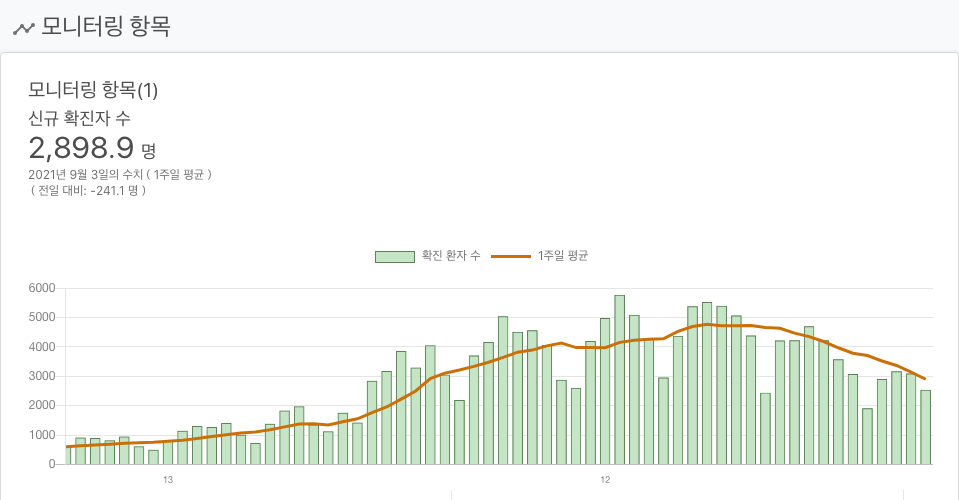 모니터링 항목
모니터링 항목(1)
신규 확진자 수
2,898.9 명
2021년 9월 3일의 수치 ( 1주일 평균 )
( 전일 대비: -241.1 명 )
확진 환자 수 1주일 평균
6000
5000
4000
3000
2000
1000
0
13 12